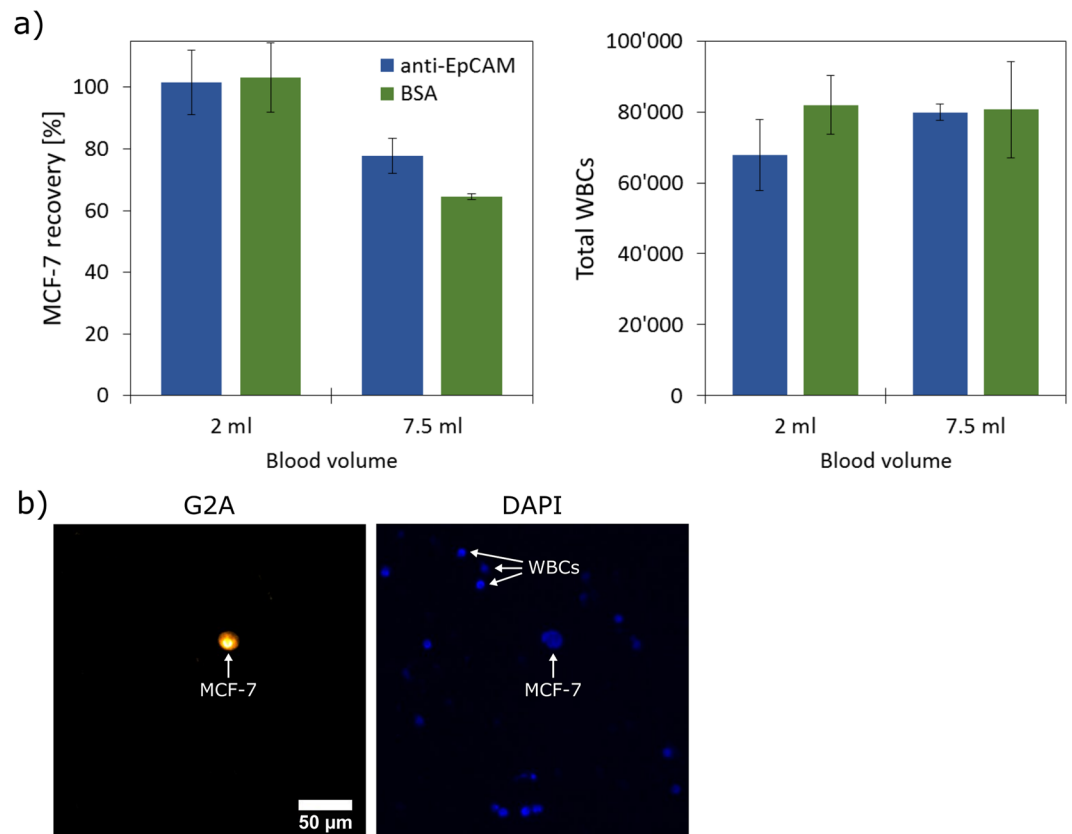 a)
MCF-7 recovery [%]
100
80
60
40
20
0
anti-EpCAM
BSA
2 ml
7.5 ml
Blood volume
Total WBCs
100'000
80'000
60'000
40'000
20'000
0
2 ml
7.5 ml
Blood volume
b)
G2A
DAPI
MCF-7
50 µm
WBCs
MCF-7